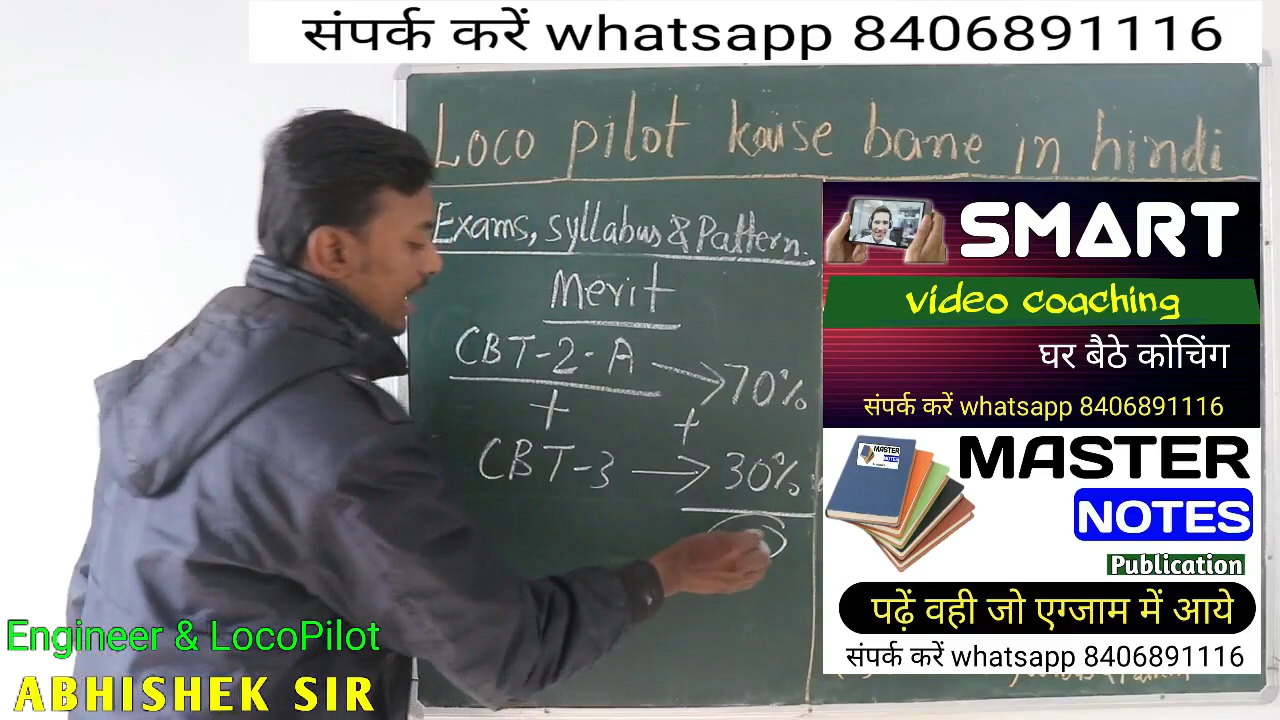 संपर्क करें whatsapp 8406891116
Loco pilot kaise bane in hindi
Exams, syllabus & Pattern.
Merit
CBT-2-A → 70%
+ +
CBT-3 → 30%
SMART
video coaching
घर बैठे कोचिंग
संपर्क करें whatsapp 8406891116
MASTER
NOTES
Publication
पढ़ें वही जो एग्जाम में आये
संपर्क करें whatsapp 8406891116
Engineer & LocoPilot
ABHISHEK SIR